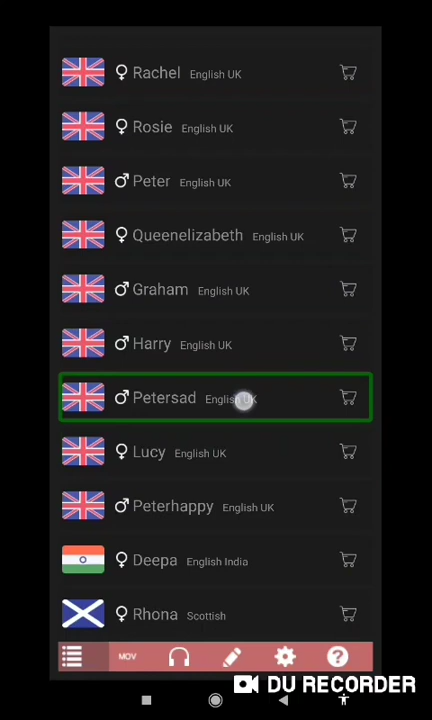 Rachel English UK
Rosie English UK
Peter English UK
Queenelizabeth English UK
Graham English UK
Harry English UK
Petersad English UK
Lucy English UK
Peterhappy English UK
Deepa English India
Rhona Scottish
MOV
DU RECORDER